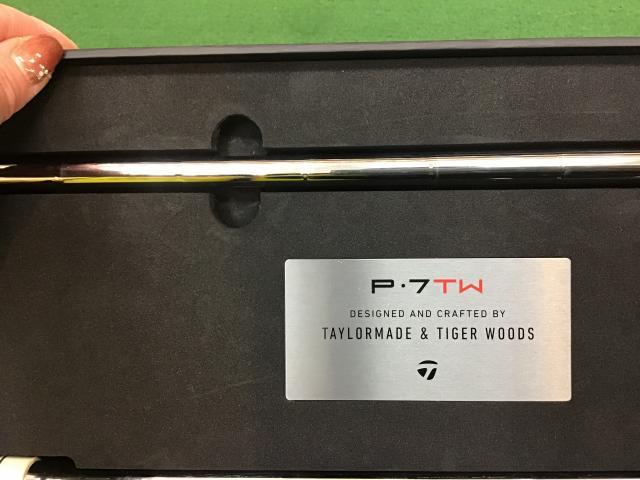 P·7TW
DESIGNED AND CRAFTED BY
TAYLORMADE & TIGER WOODS